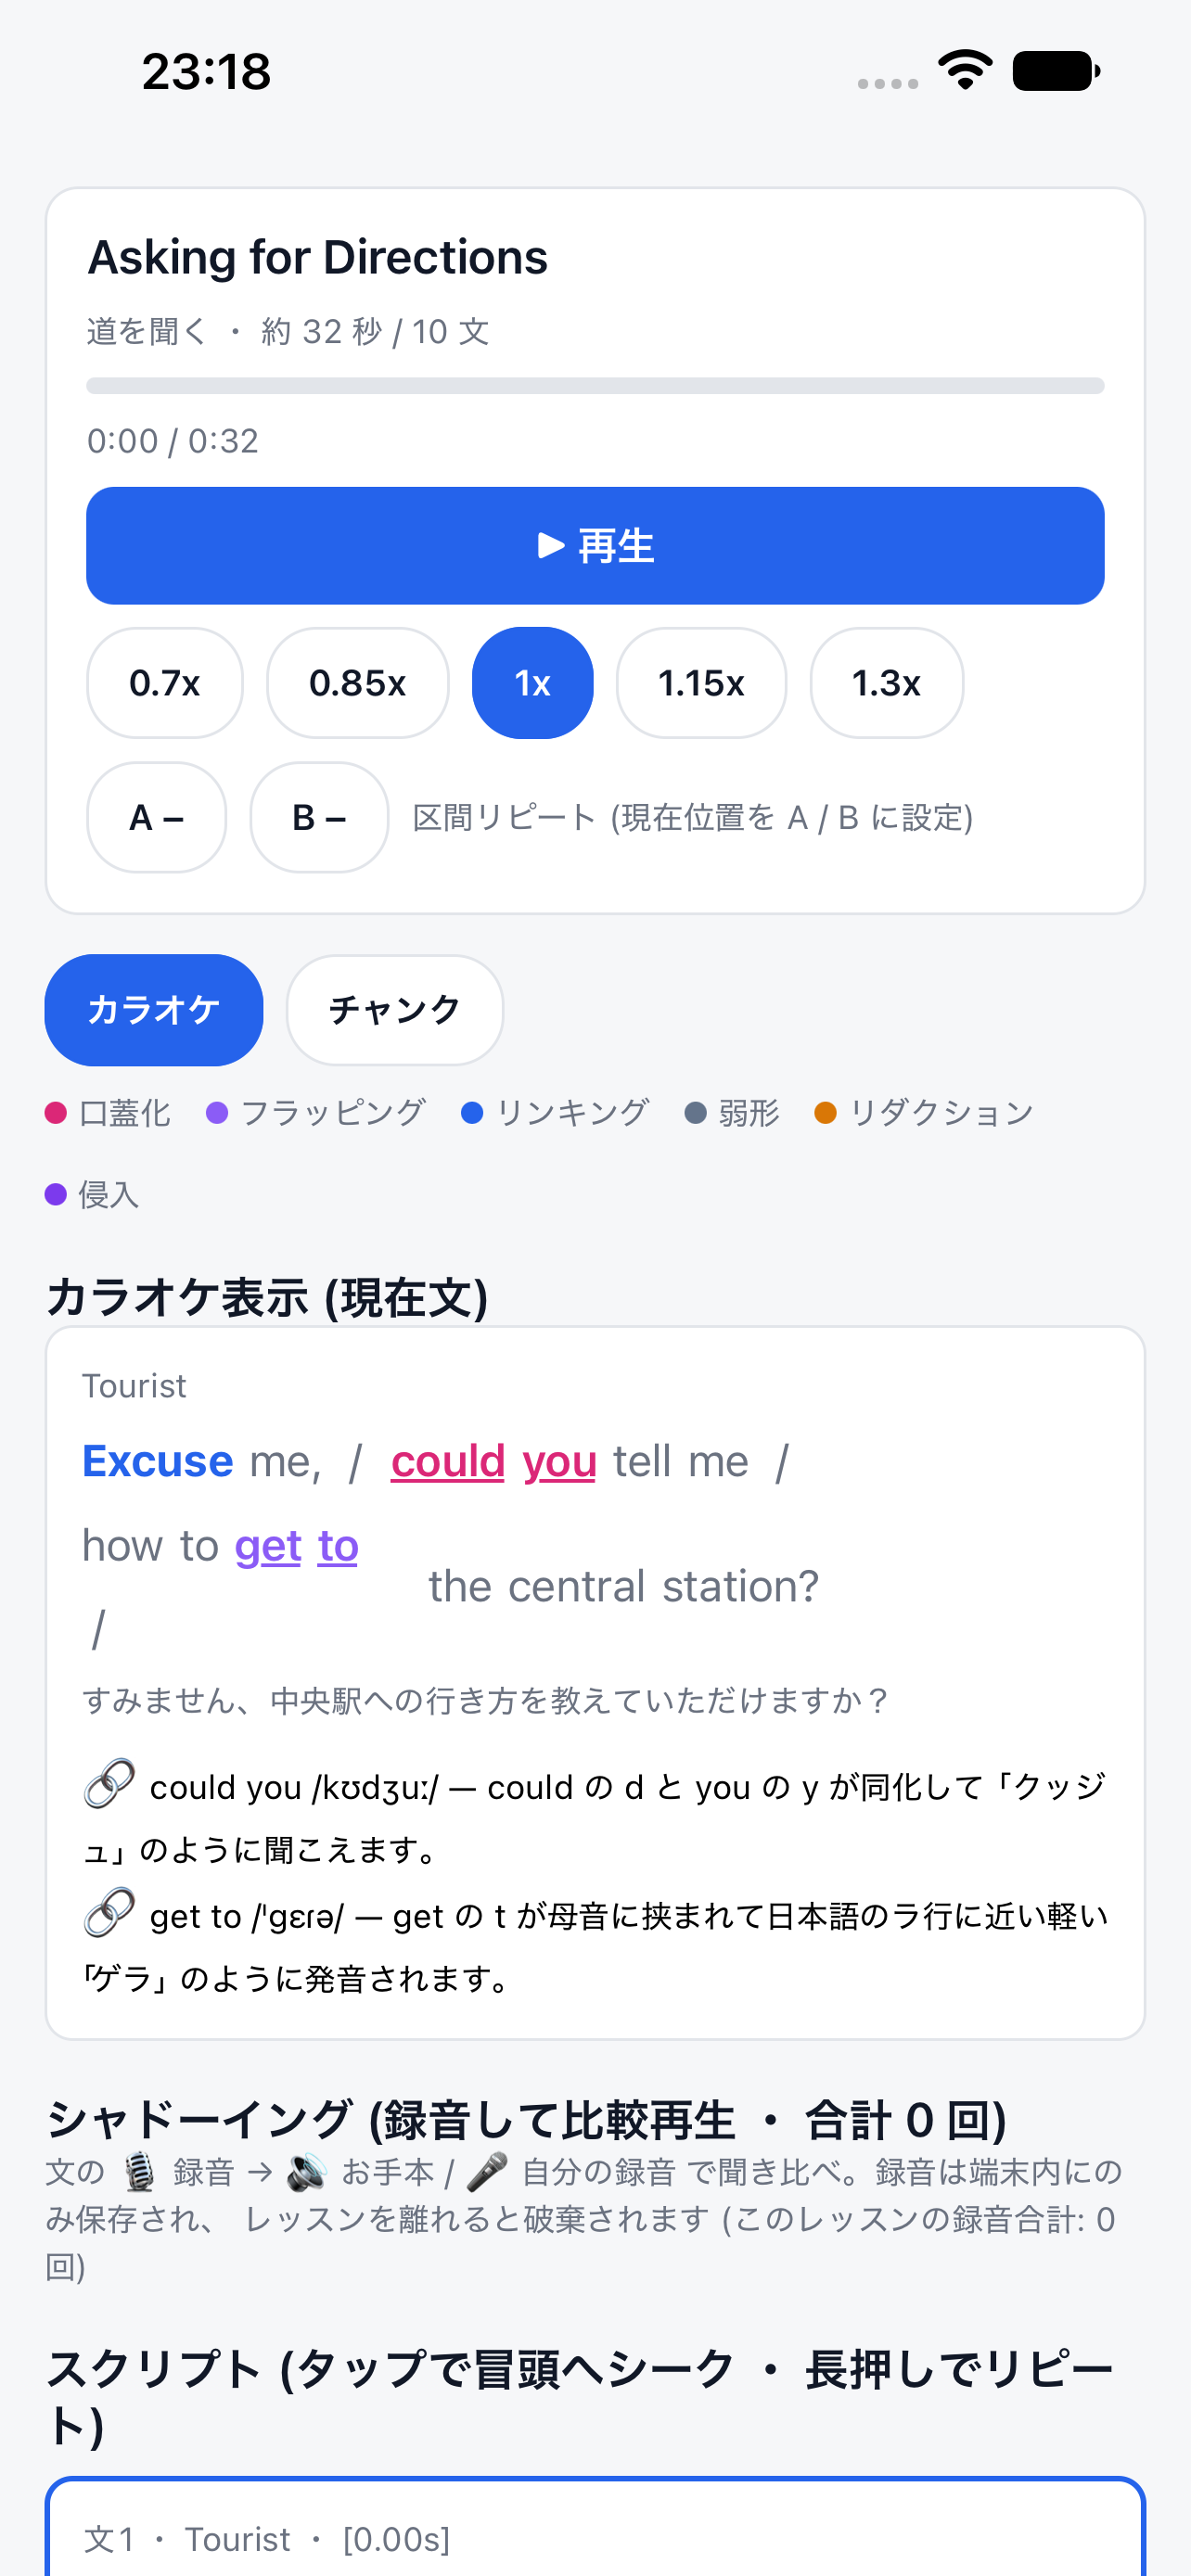 23:18
Asking for Directions
道を聞く ・ 約 32 秒 / 10 文
0:00 / 0:32
▶ 再生
0.7x 0.85x 1x 1.15x 1.3x
A – B – 区間リピート (現在位置を A / B に設定)
カラオケ チャンク
口蓋化 フラッピング リンキング 弱形 リダクション
侵入
カラオケ表示 (現在文)
Tourist
Excuse me, / could you tell me /
how to get to
the central station?
/
すみません、中央駅への行き方を教えていただけますか？
🔗 could you /kʊdʒuː/ — could の d と you の y が同化して「クッジ
ュ」のように聞こえます。
🔗 get to /ˈɡɛɾə/ — get の t が母音に挟まれて日本語のラ行に近い軽い
「ゲラ」のように発音されます。
シャドーイング (録音して比較再生 ・ 合計 0 回)
文の 🎙 録音 → 🔊 お手本 / 🎤 自分の録音 で聞き比べ。録音は端末内にの
み保存され、 レッスンを離れると破棄されます (このレッスンの録音合計: 0
回)
スクリプト (タップで冒頭へシーク ・ 長押しでリピー
ト)
文1 ・ Tourist ・ [0.00s]